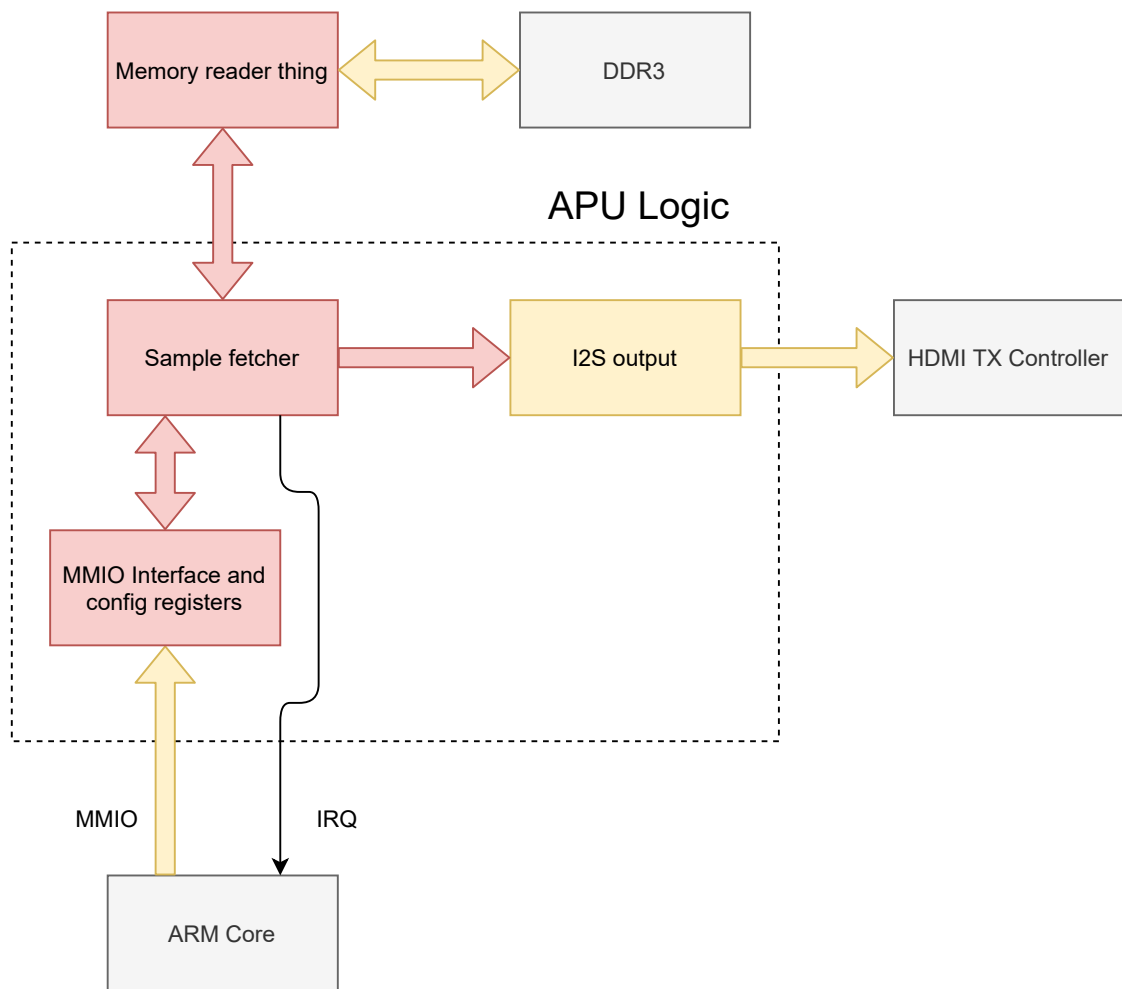 Memory reader thing
DDR3
APU Logic
Sample fetcher
I2S output
HDMI TX Controller
MMIO Interface and
config registers
MMIO
IRQ
ARM Core